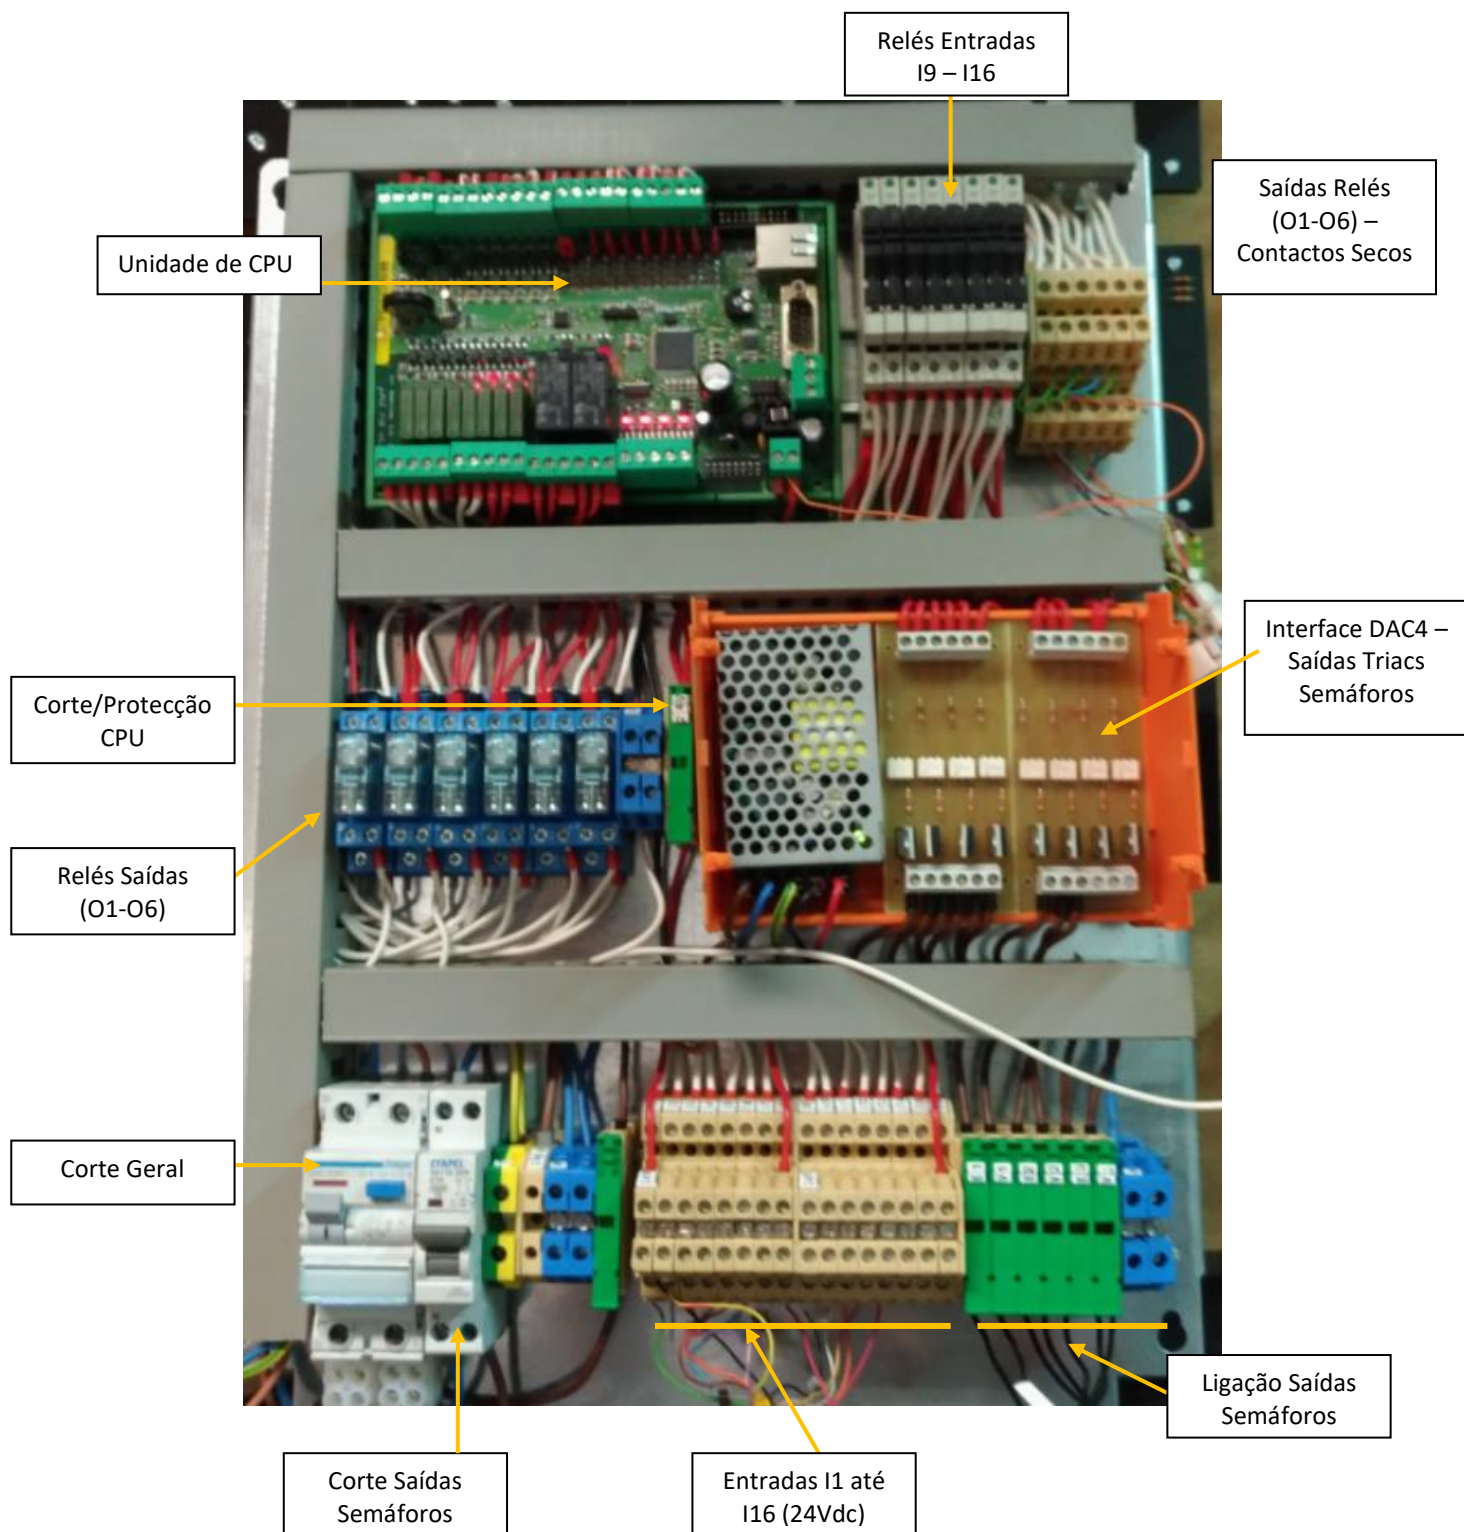 Relés Entradas
I9 – I16
Saídas Relés
(O1-O6) –
Contactos Secos
Unidade de CPU
Interface DAC4 –
Saídas Triacs
Semáforos
Corte/Protecção
CPU
Relés Saídas
(O1-O6)
Corte Geral
Ligação Saídas
Semáforos
Corte Saídas
Semáforos
Entradas I1 até
I16 (24Vdc)